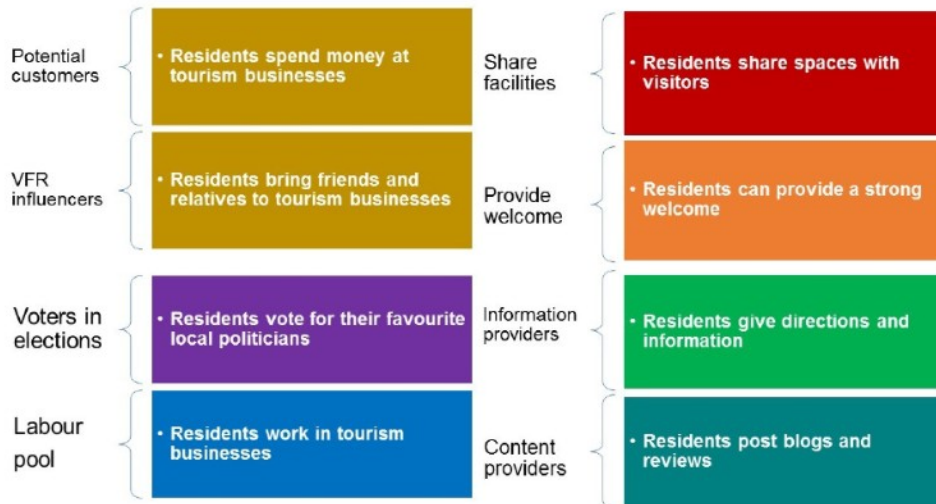 Potential
customers
• Residents spend money at
tourism businesses
VFR
influencers
• Residents bring friends and
relatives to tourism businesses
Voters in
elections
• Residents vote for their favourite
local politicians
Labour
pool
• Residents work in tourism
businesses
Share
facilities
• Residents share spaces with
visitors
Provide
welcome
• Residents can provide a strong
welcome
Information
providers
• Residents give directions and
information
Content
providers
• Residents post blogs and
reviews